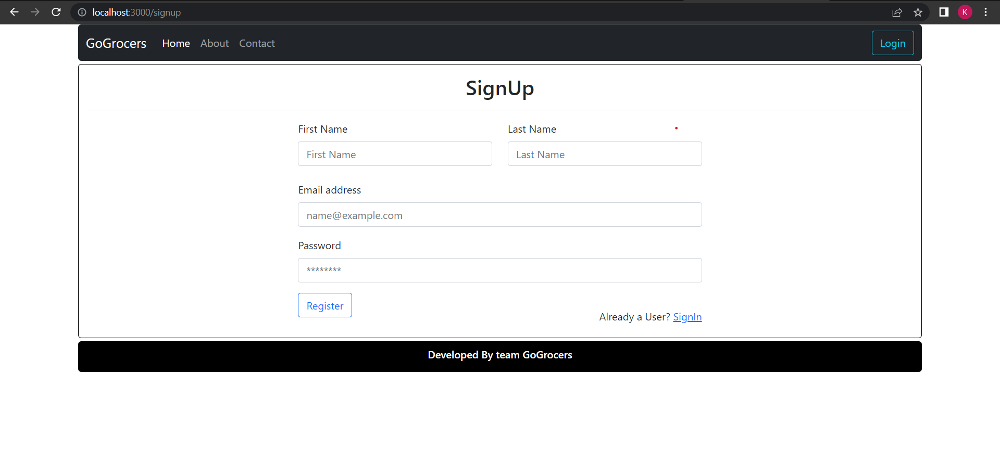 localhost:3000/signup
K
GoGrocers Home About Contact Login
SignUp
First Name Last Name
First Name Last Name
Email address
name@example.com
Password
********
Register
Already a User? SignIn
Developed By team GoGrocers